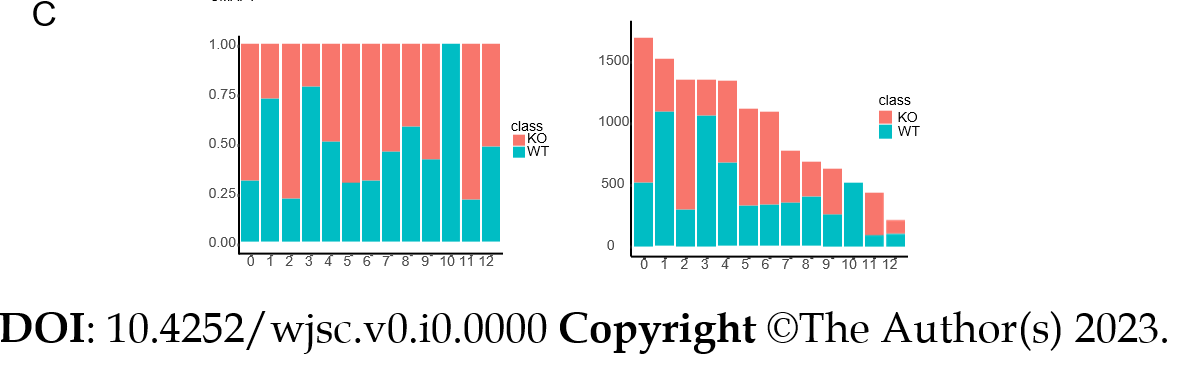 C
1.00
0.75
0.50
0.25
0.00
0 1 2 3 4 5 6 7 8 9 10 11 12
class
KO
WT
1500
1000
500
0
0 1 2 3 4 5 6 7 8 9 10 11 12
class
KO
WT
DOI: 10.4252/wjsc.v0.i0.0000 Copyright ©The Author(s) 2023.